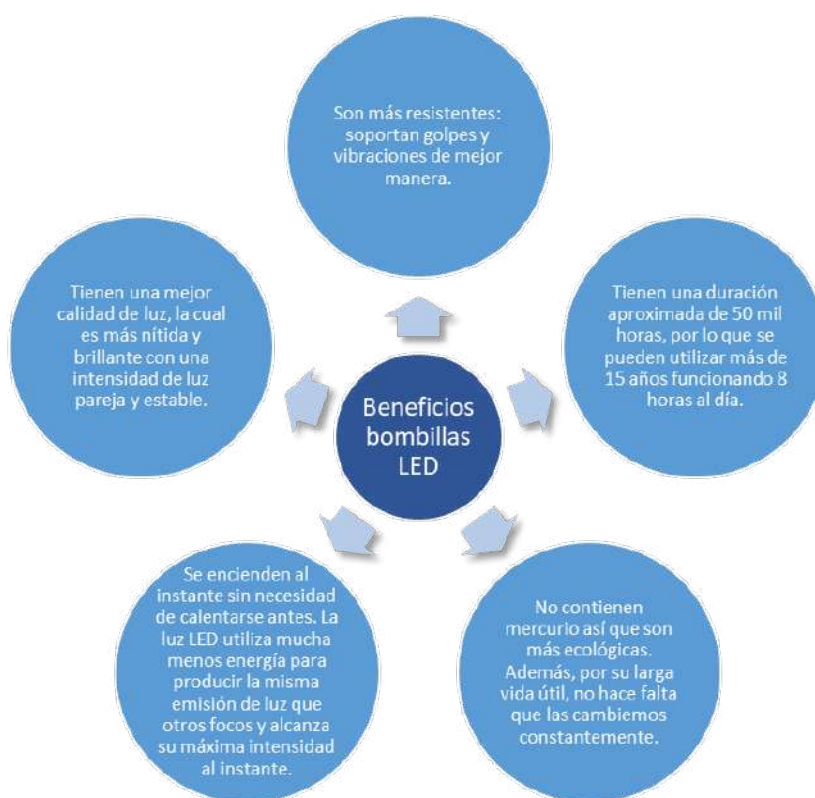 Son más resistentes:
soportan golpes y
vibraciones de mejor
manera.
Tienen una mejor
calidad de luz, la cual
es más nítida y
brillante con una
intensidad de luz
pareja y estable.
Tienen una duración
aproximada de 50 mil
horas, por lo que se
pueden utilizar más de
15 años funcionando 8
horas al día.
Beneficios
bombillas
LED
Se encienden al
instante sin necesidad
de calentarse antes. La
luz LED utiliza mucha
menos energía para
producir la misma
emisión de luz que
otros focos y alcanza
su máxima intensidad
al instante.
No contienen
mercurio así que son
más ecológicas.
Además, por su larga
vida útil, no hace falta
que las cambiemos
constantemente.